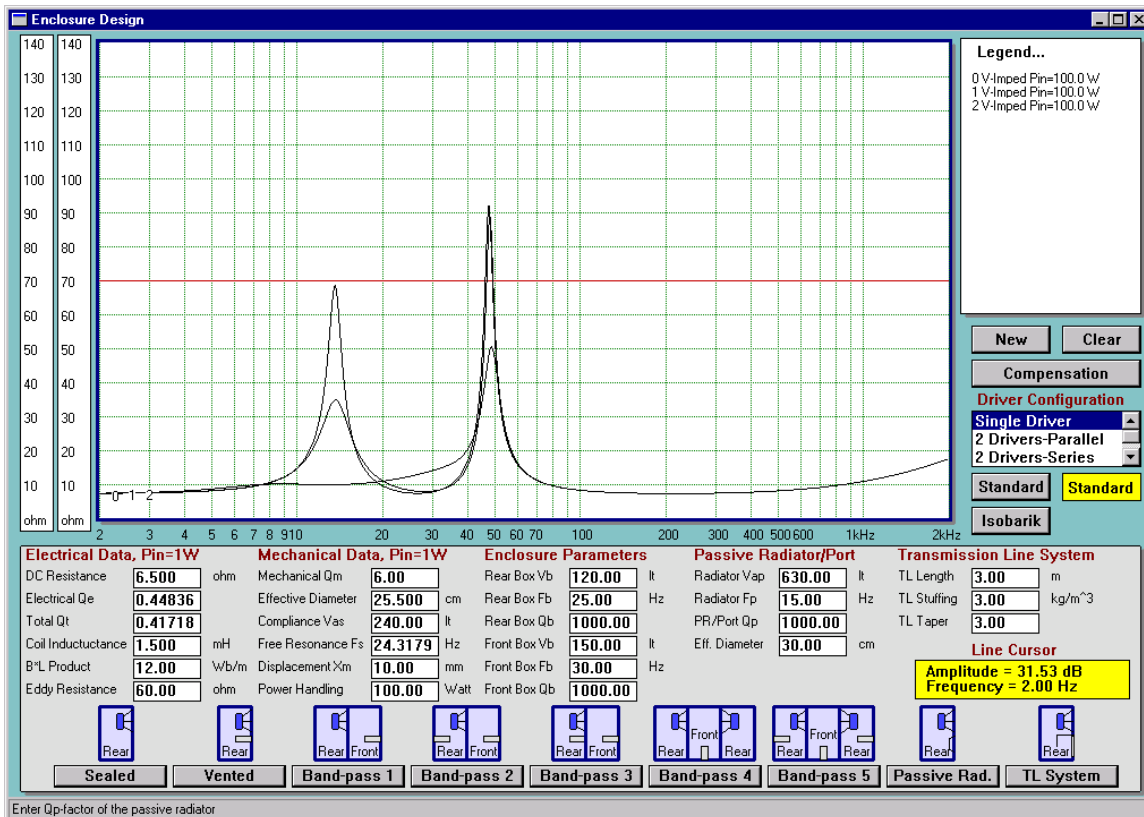 Enclosure Design
140 140
130 130
120 120
110 110
100 100
90 90
80 80
70 70
60 60
50 50
40 40
30 30
20 20
10 10
ohm ohm
0 1 2
2 3 4 5 6 7 8 910 20 30 40 50 60 70 100 200 300 400 500600 1kHz 2kHz
Legend...
0 V-Imped Pin=100.0 W
1 V-Imped Pin=100.0 W
2 V-Imped Pin=100.0 W
New Clear
Compensation
Driver Configuration
Single Driver
2 Drivers-Parallel
2 Drivers-Series
Standard Standard
Isobarik
Electrical Data, Pin=1W
DC Resistance 6.500 ohm
Electrical Qe 0.44836
Total Qt 0.41718
Coil Inductuctance 1.500 mH
B*L Product 12.00 Wb/m
Eddy Resistance 60.00 ohm
Mechanical Data, Pin=1W
Mechanical Qm 6.00
Effective Diameter 25.500 cm
Compliance Vas 240.00 lt
Free Resonance Fs 24.3179 Hz
Displacement Xm 10.00 mm
Power Handling 100.00 Watt
Enclosure Parameters
Rear Box Vb 120.00 lt
Rear Box Fb 25.00 Hz
Rear Box Qb 1000.00
Front Box Vb 150.00 lt
Front Box Fb 30.00 Hz
Front Box Qb 1000.00
Passive Radiator/Port
Radiator Vap 630.00 lt
Radiator Fp 15.00 Hz
PR/Port Qp 1000.00
Eff. Diameter 30.00 cm
Transmission Line System
TL Length 3.00 m
TL Stuffing 3.00 kg/m^3
TL Taper 3.00
Line Cursor
Amplitude = 31.53 dB
Frequency = 2.00 Hz
Rear Rear Rear Front Rear Front Rear Front Rear Front Rear Rear Front Rear Rear Rear
Sealed Vented Band-pass 1 Band-pass 2 Band-pass 3 Band-pass 4 Band-pass 5 Passive Rad. TL System
Enter Qp-factor of the passive radiator